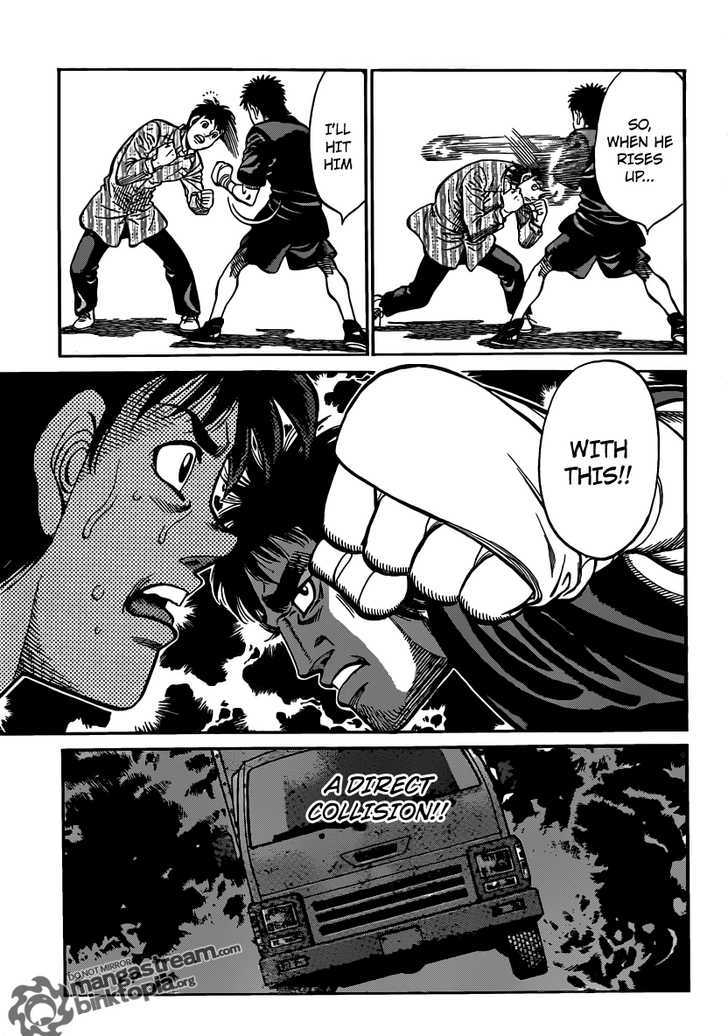 SO,
WHEN HE
RISES
UP...
I'LL
HIT
HIM
WITH
THIS!!
A DIRECT
COLLISION!!
DO NOT MIRROR
mangastream.com
binktopia.org